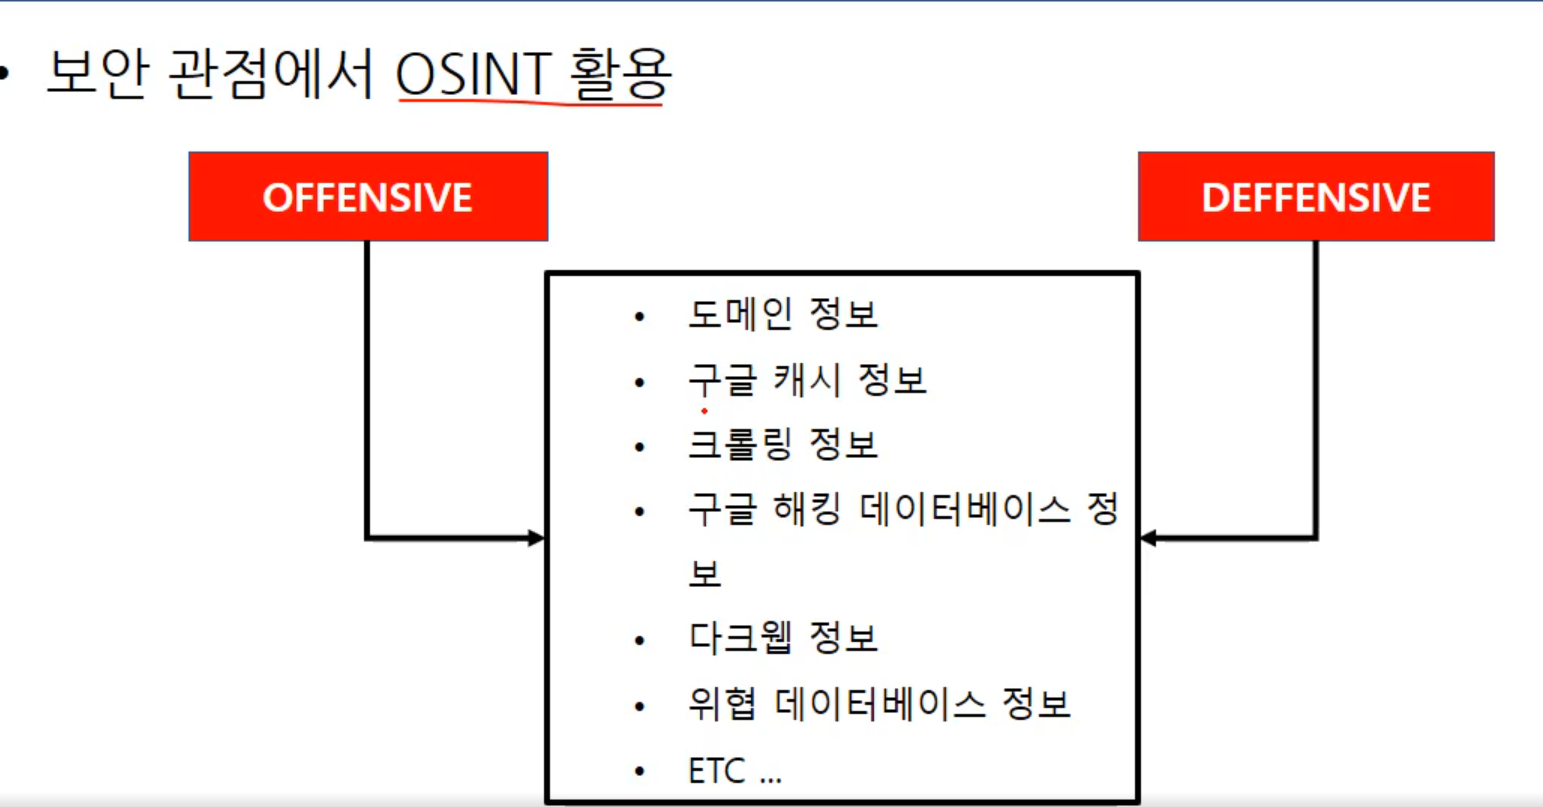 • 보안 관점에서 OSINT 활용
OFFENSIVE
DEFFENSIVE
• 도메인 정보
• 구글 캐시 정보
• 크롤링 정보
• 구글 해킹 데이터베이스 정
보
• 다크웹 정보
• 위협 데이터베이스 정보
• ETC ...